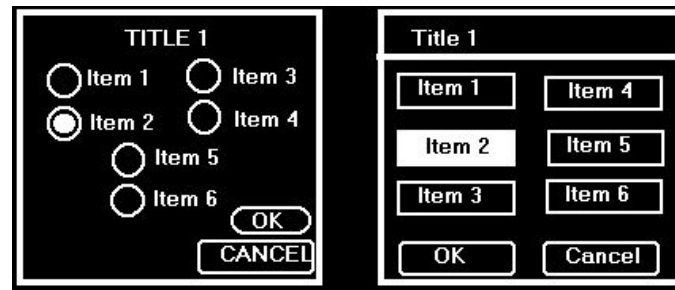 TITLE 1
Item 1 Item 3
Item 2 Item 4
Item 5
Item 6
OK
CANCEL
Title 1
Item 1 Item 4
Item 2 Item 5
Item 3 Item 6
OK Cancel